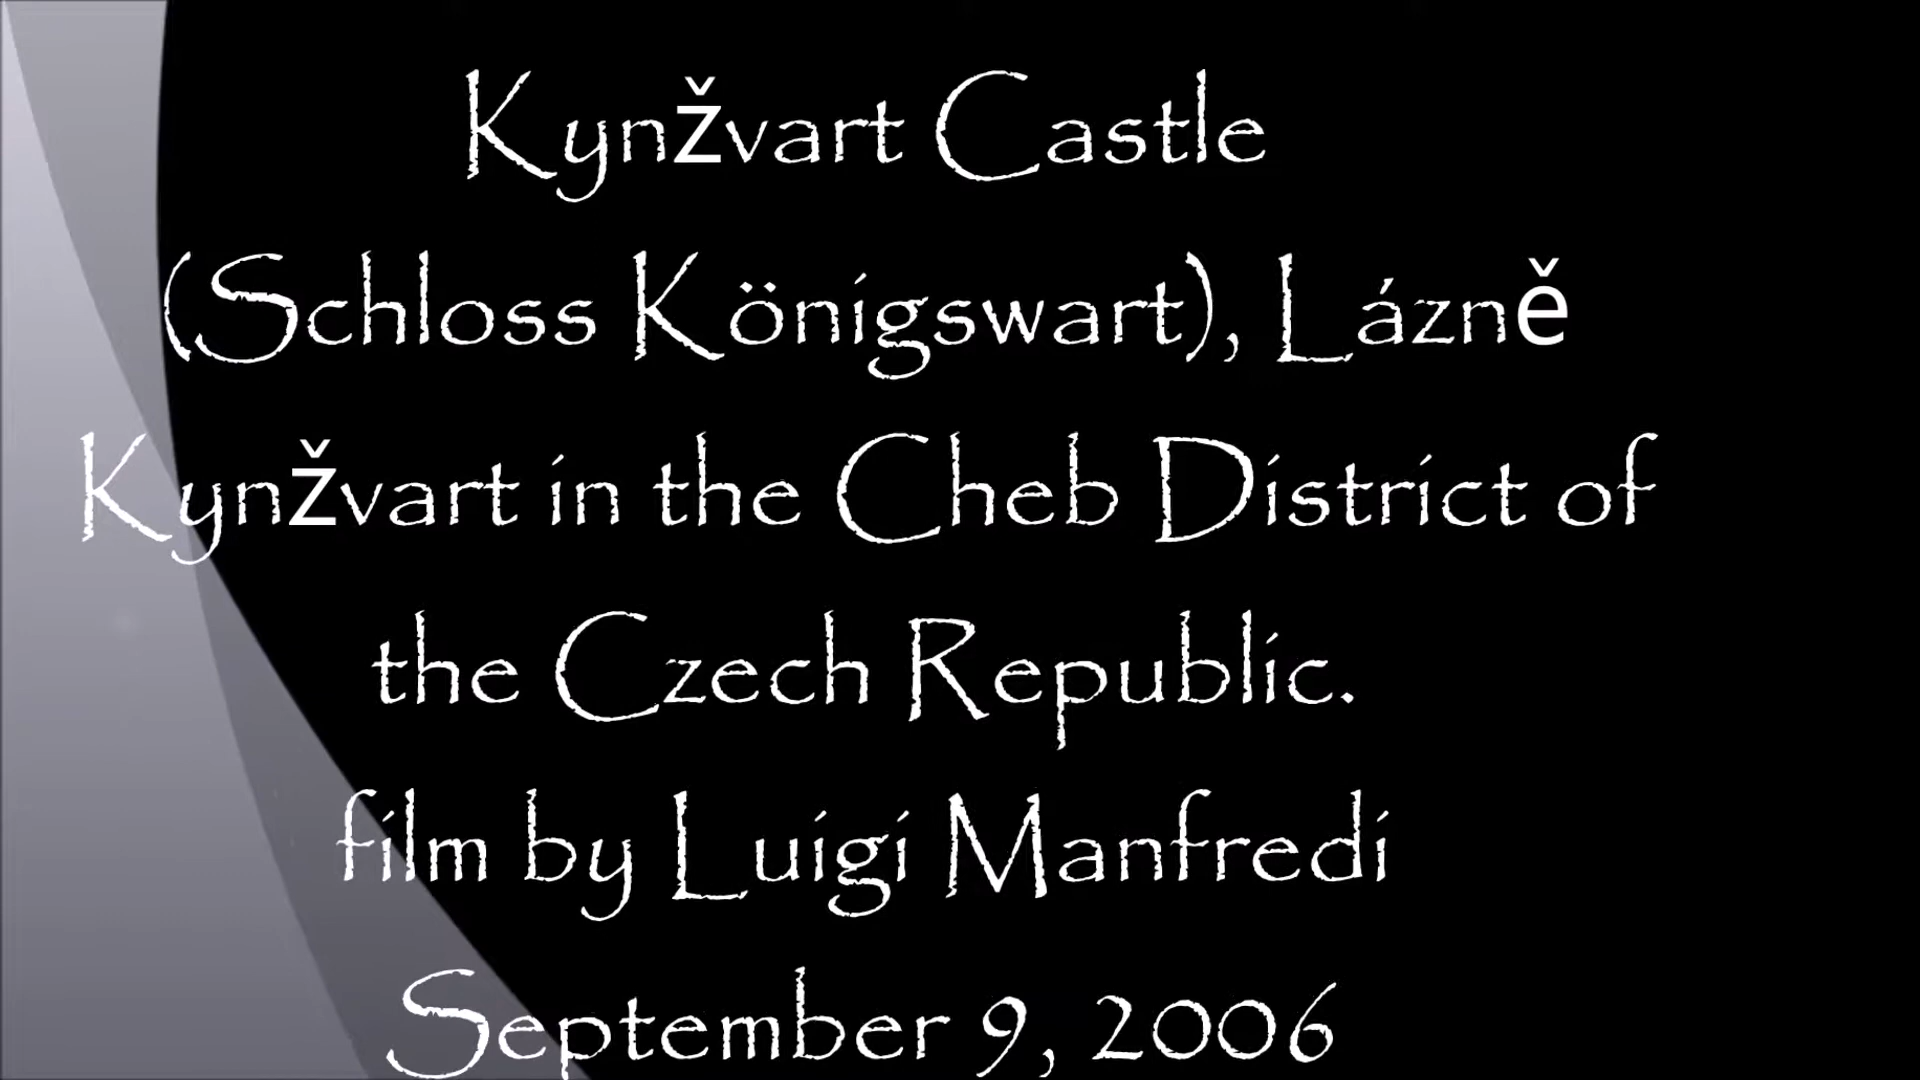 Kynžvart Castle
(Schloss Königswart), Lázně
Kynžvart in the Cheb District of
the Czech Republic.
film by Luigi Manfredi
September 9, 2006